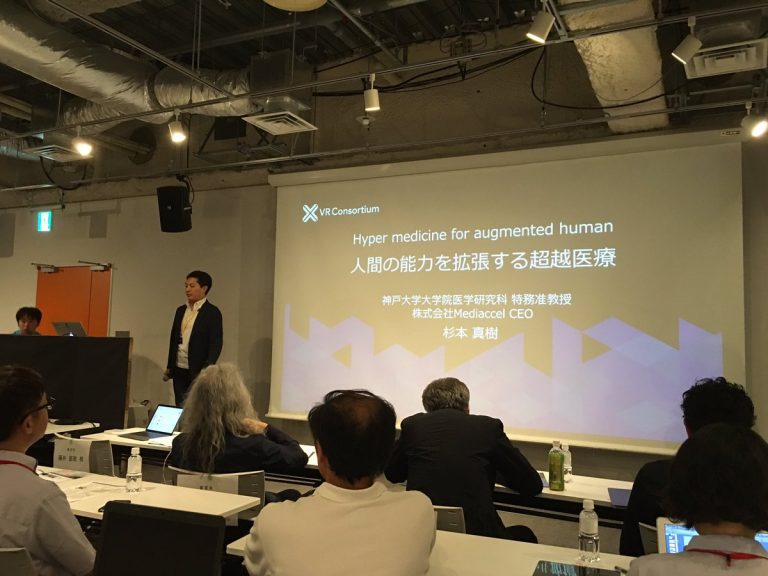 VR Consortium
Hyper medicine for augmented human
人間の能力を拡張する超越医療
神戸大学大学院医学研究科 特務准教授
株式会社Mediaccel CEO
杉本 真樹